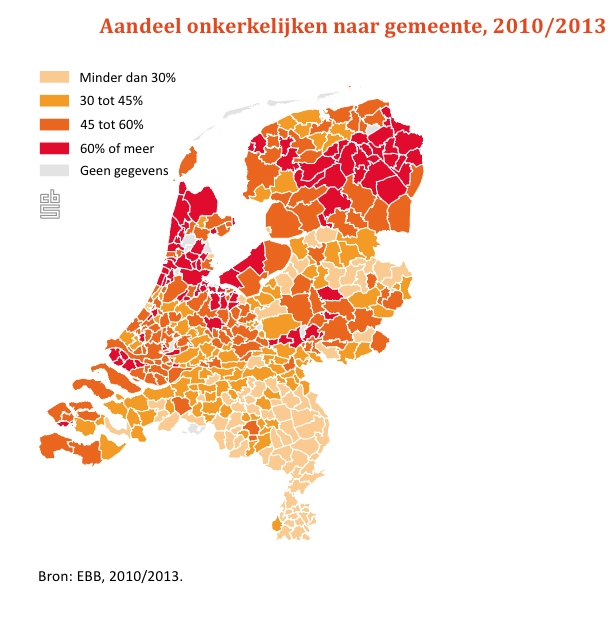 Aandeel onkerkelijken naar gemeente, 2010/2013
Minder dan 30%
30 tot 45%
45 tot 60%
60% of meer
Geen gegevens
cbs
Bron: EBB, 2010/2013.